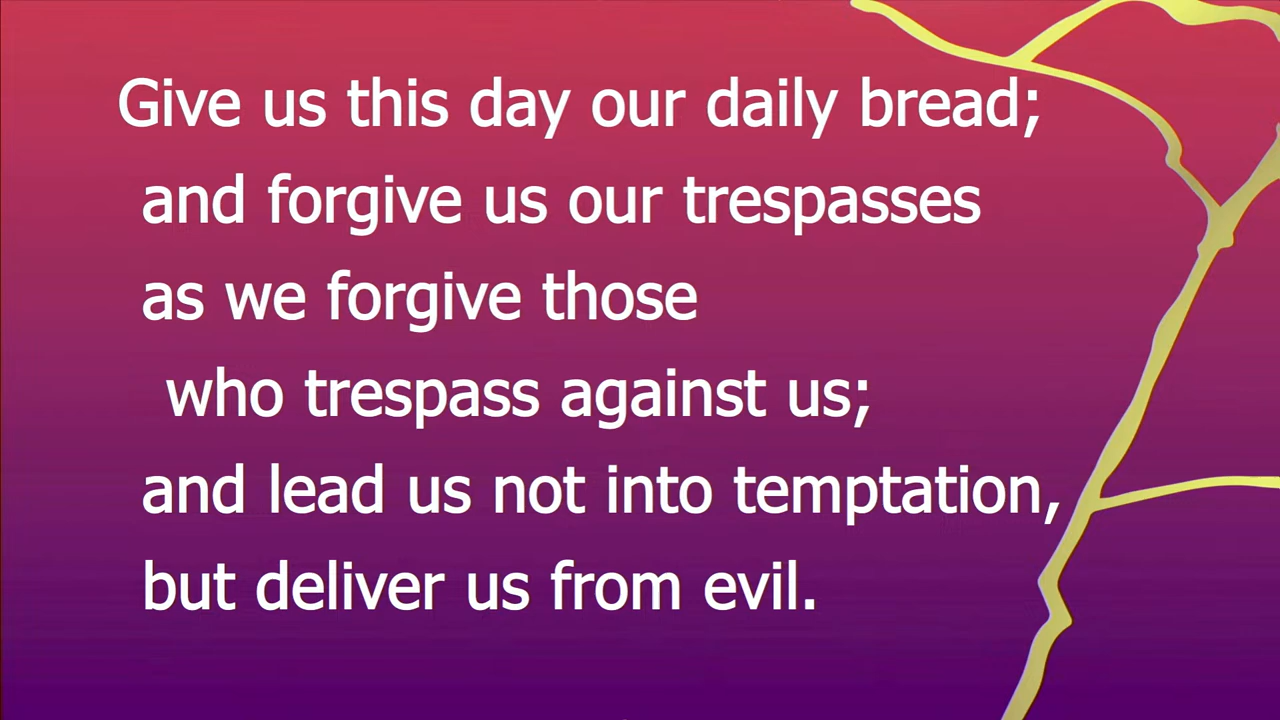 Give us this day our daily bread;
and forgive us our trespasses
as we forgive those
who trespass against us;
and lead us not into temptation,
but deliver us from evil.